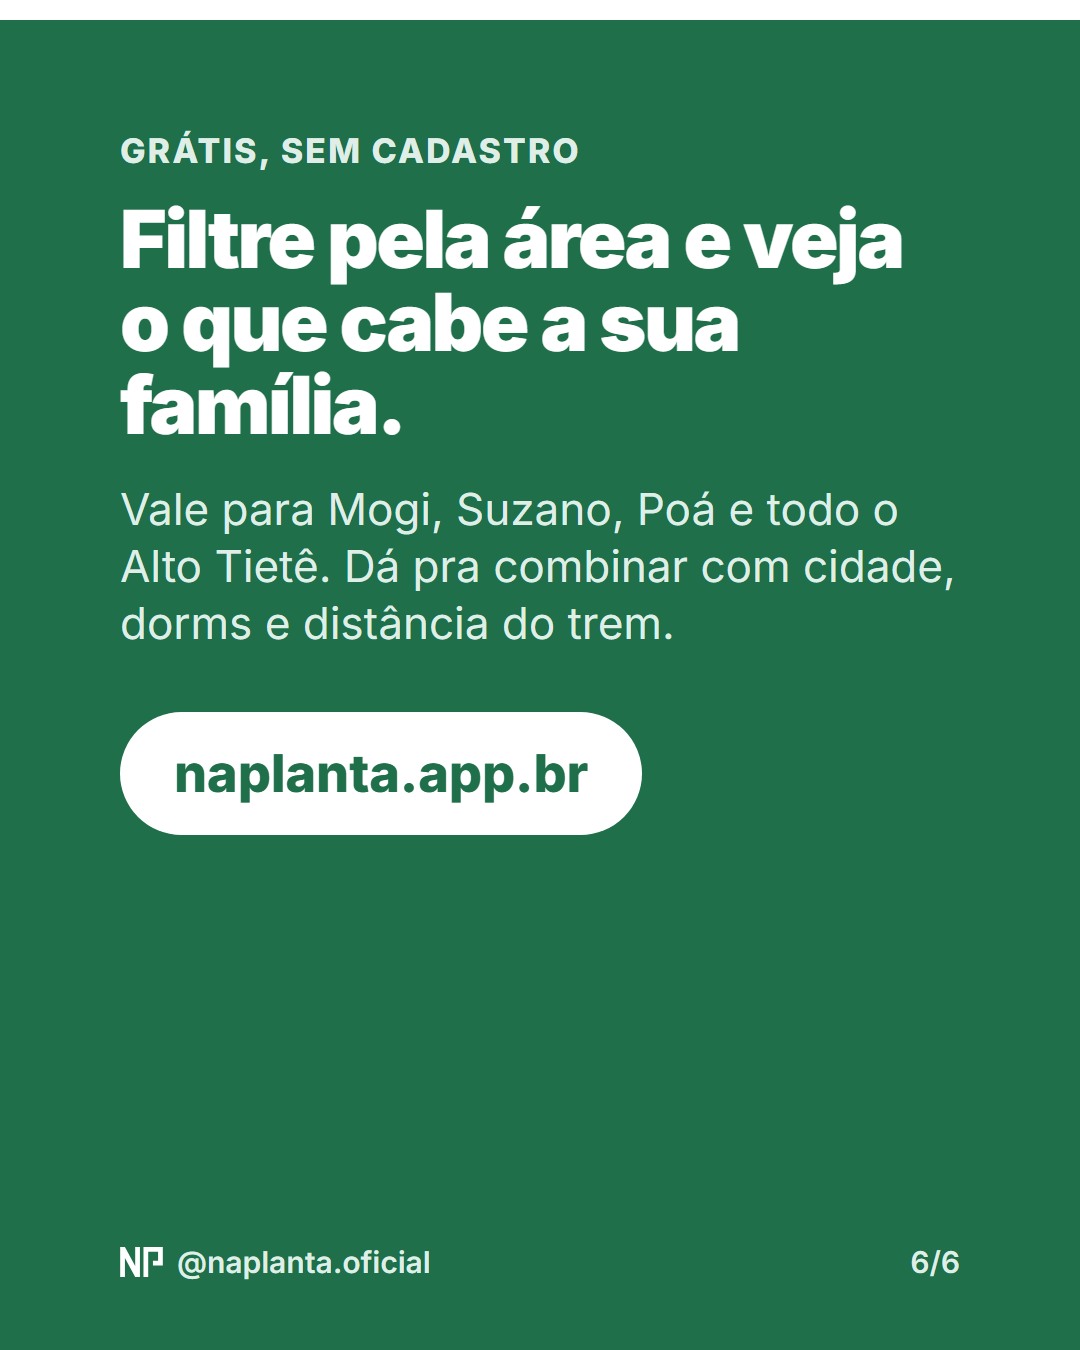 GRÁTIS, SEM CADASTRO
Filtre pela área e veja
o que cabe a sua
família.
Vale para Mogi, Suzano, Poá e todo o
Alto Tietê. Dá pra combinar com cidade,
dorms e distância do trem.
naplanta.app.br
NP @naplanta.oficial
6/6